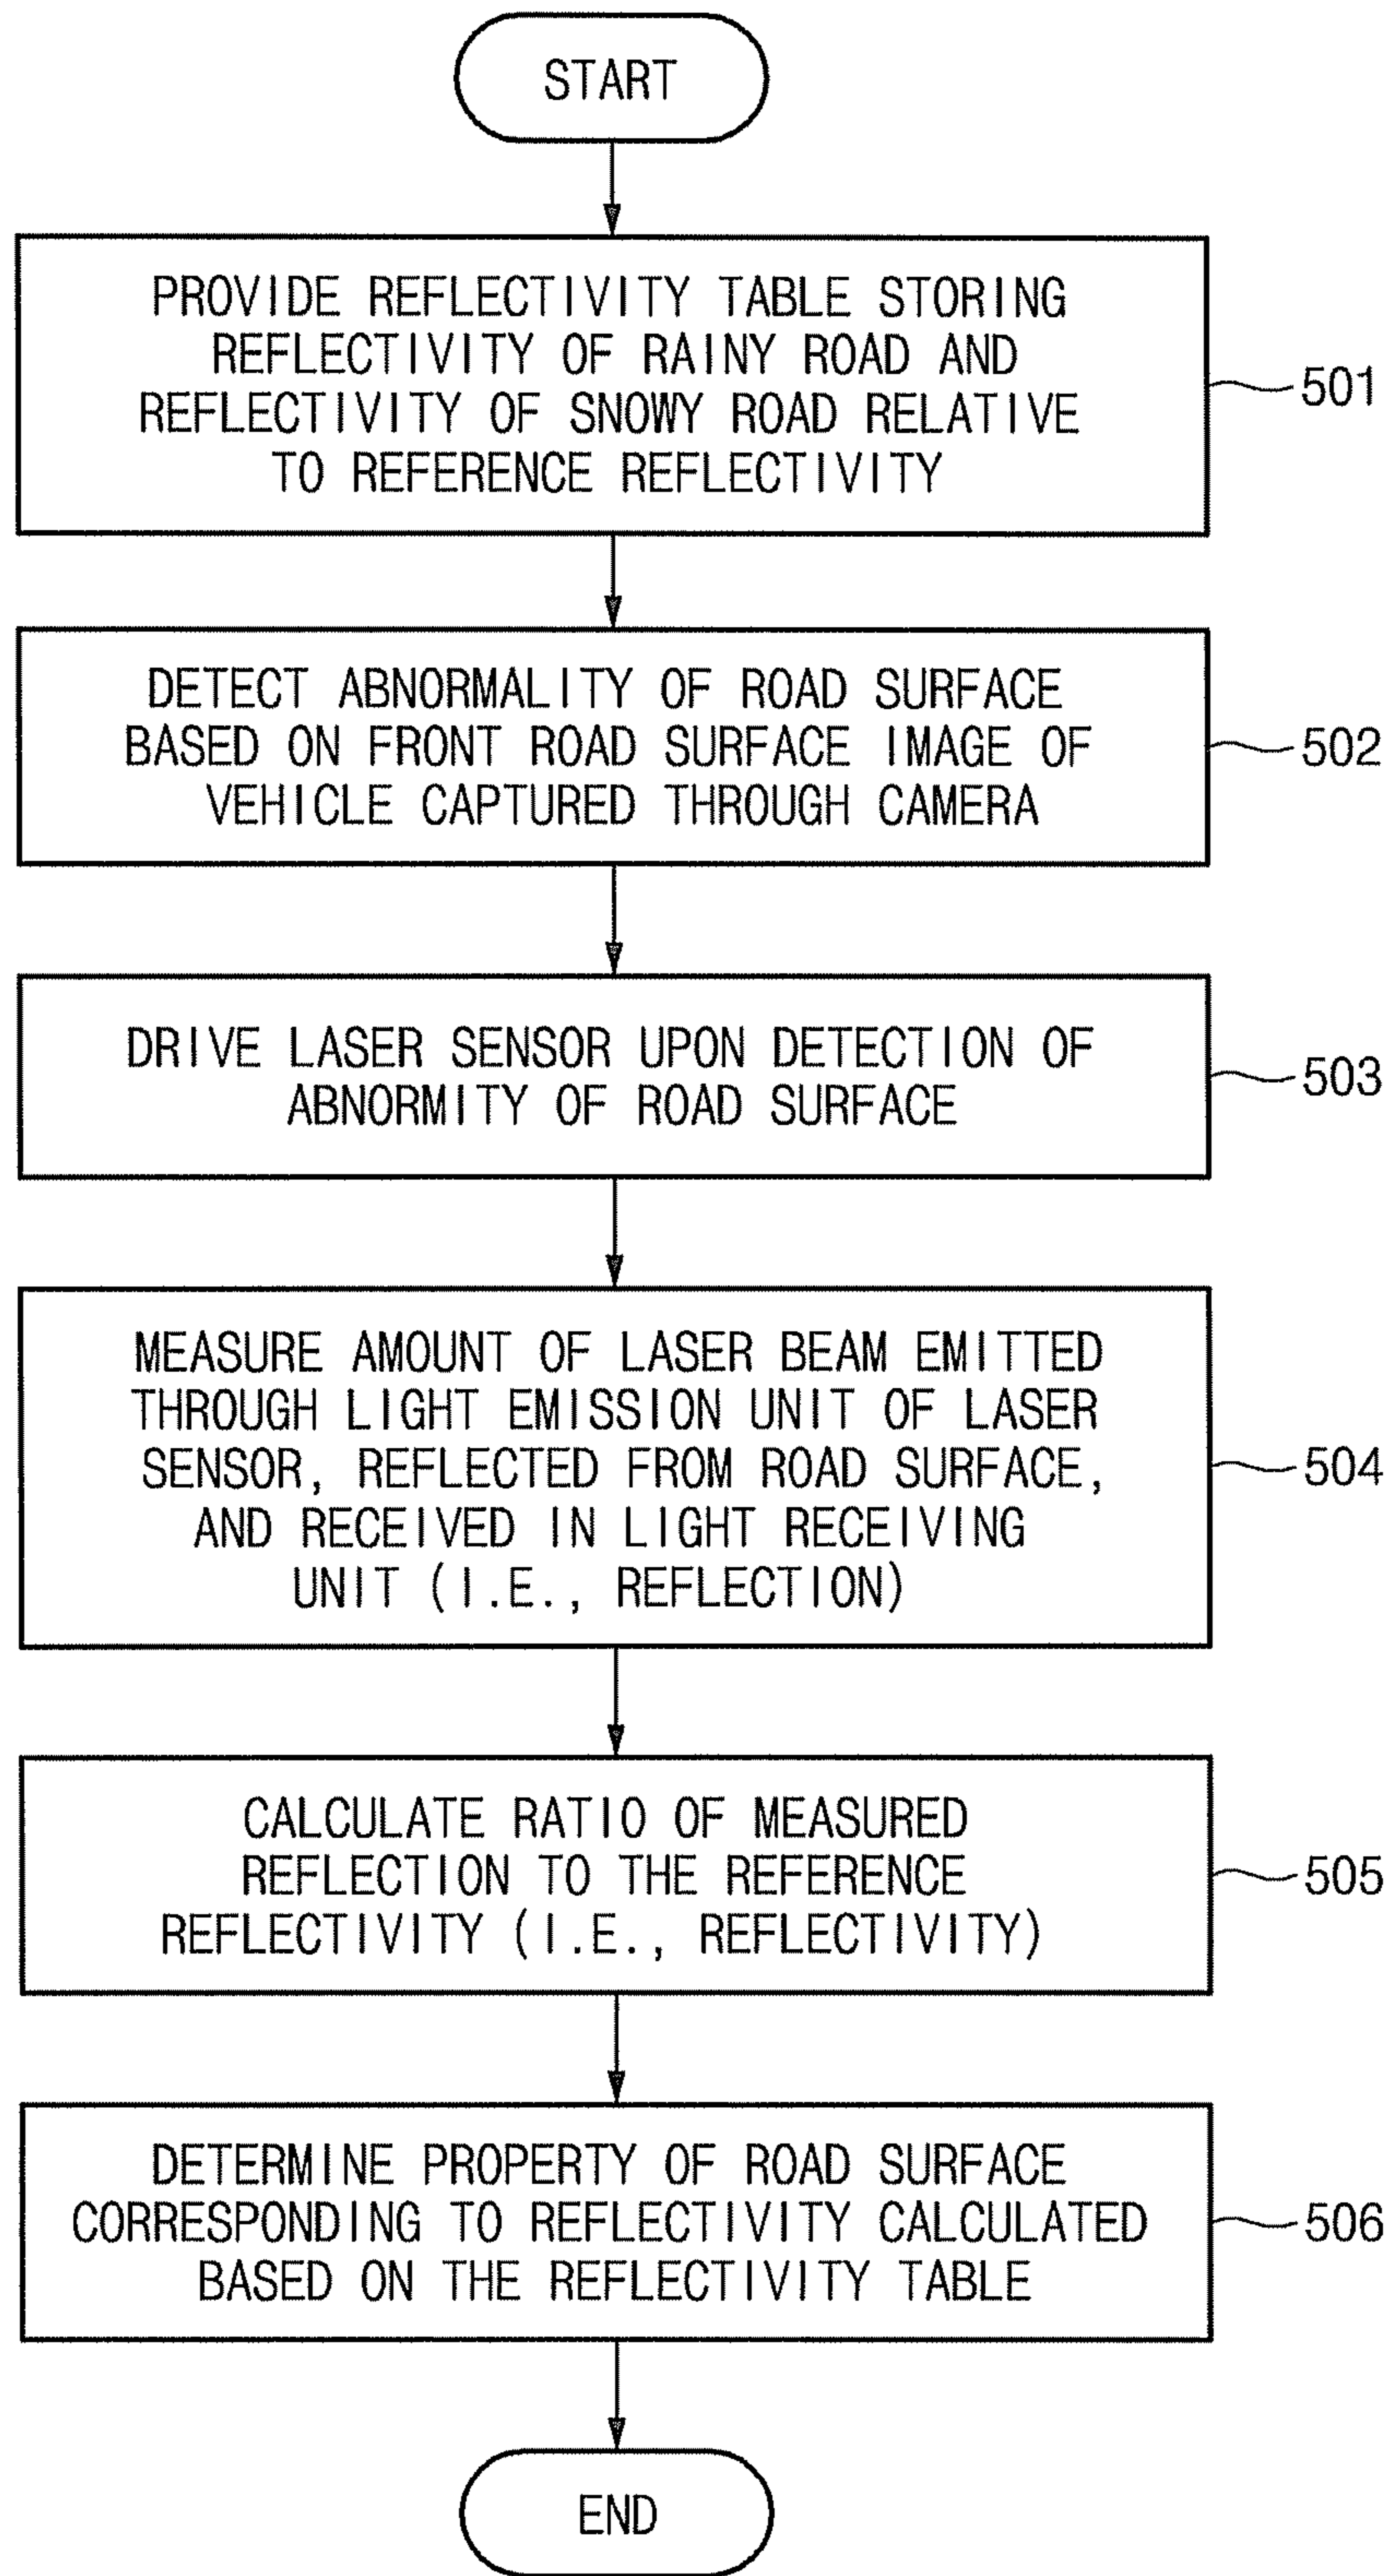 START
PROVIDE REFLECTIVITY TABLE STORING
REFLECTIVITY OF RAINY ROAD AND
REFLECTIVITY OF SNOWY ROAD RELATIVE
TO REFERENCE REFLECTIVITY
501
DETECT ABNORMALITY OF ROAD SURFACE
BASED ON FRONT ROAD SURFACE IMAGE OF
VEHICLE CAPTURED THROUGH CAMERA
502
DRIVE LASER SENSOR UPON DETECTION OF
ABNORMITY OF ROAD SURFACE
503
MEASURE AMOUNT OF LASER BEAM EMITTED
THROUGH LIGHT EMISSION UNIT OF LASER
SENSOR, REFLECTED FROM ROAD SURFACE,
AND RECEIVED IN LIGHT RECEIVING
UNIT (I.E., REFLECTION)
504
CALCULATE RATIO OF MEASURED
REFLECTION TO THE REFERENCE
REFLECTIVITY (I.E., REFLECTIVITY)
505
DETERMINE PROPERTY OF ROAD SURFACE
CORRESPONDING TO REFLECTIVITY CALCULATED
BASED ON THE REFLECTIVITY TABLE
506
END